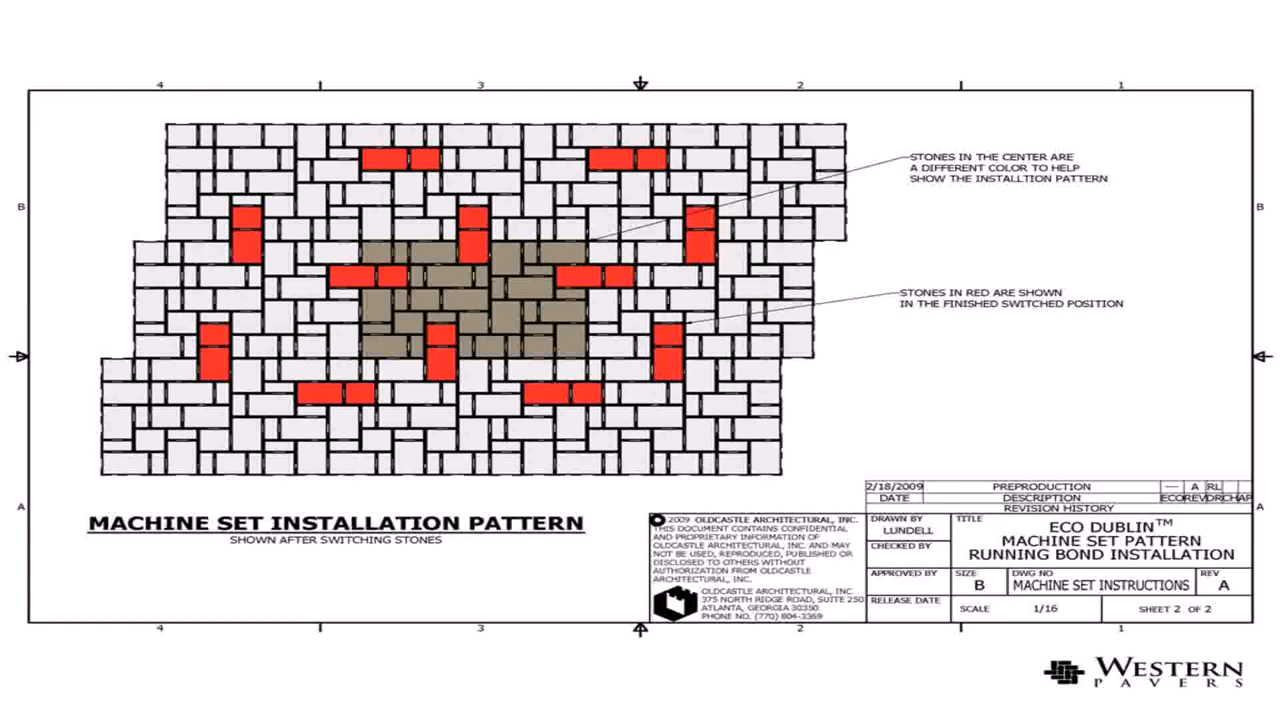 4 3 2 1
B B
STONES IN THE CENTER ARE
A DIFFERENT COLOR TO HELP
SHOW THE INSTALLTION PATTERN
STONES IN RED ARE SHOWN
IN THE FINISHED SWITCHED POSITION
A A
MACHINE SET INSTALLATION PATTERN
SHOWN AFTER SWITCHING STONES
2/18/2009 PREPRODUCTION — A RL
DATE DESCRIPTION ECO REV DR CH AP
REVISION HISTORY
© 2009 OLDCASTLE ARCHITECTURAL, INC.
THIS DOCUMENT CONTAINS CONFIDENTIAL
AND PROPRIETARY INFORMATION OF
OLDCASTLE ARCHITECTURAL, INC. AND MAY
NOT BE USED, REPRODUCED, PUBLISHED OR
DISCLOSED TO OTHERS WITHOUT
AUTHORIZATION FROM OLDCASTLE
ARCHITECTURAL, INC.
OLDCASTLE ARCHITECTURAL, INC.
375 NORTH RIDGE ROAD, SUITE 250
ATLANTA, GEORGIA 30350
PHONE NO. (770) 804-3369
DRAWN BY
LUNDELL
CHECKED BY
APPROVED BY
RELEASE DATE
TITLE
ECO DUBLIN™
MACHINE SET PATTERN
RUNNING BOND INSTALLATION
SIZE DWG NO REV
B MACHINE SET INSTRUCTIONS A
SCALE 1/16 SHEET 2 OF 2
4 3 2 1
WESTERN
PAVERS